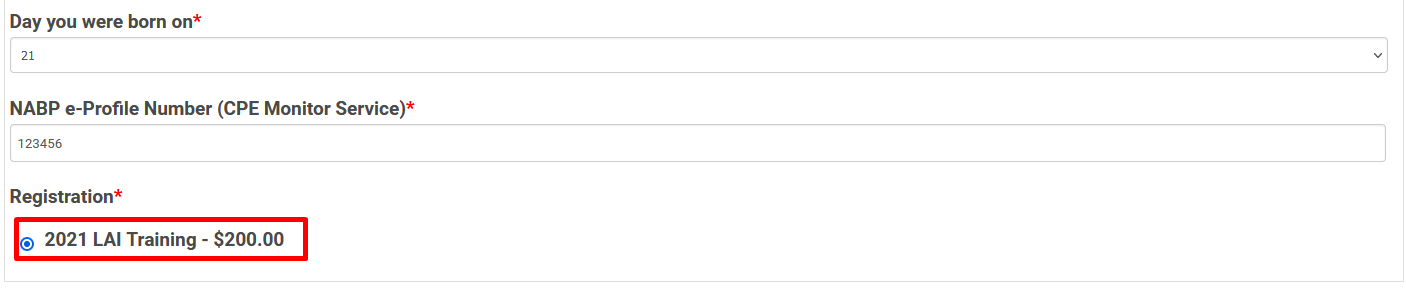 Day you were born on*
21
NABP e-Profile Number (CPE Monitor Service)*
123456
Registration*
2021 LAI Training - $200.00